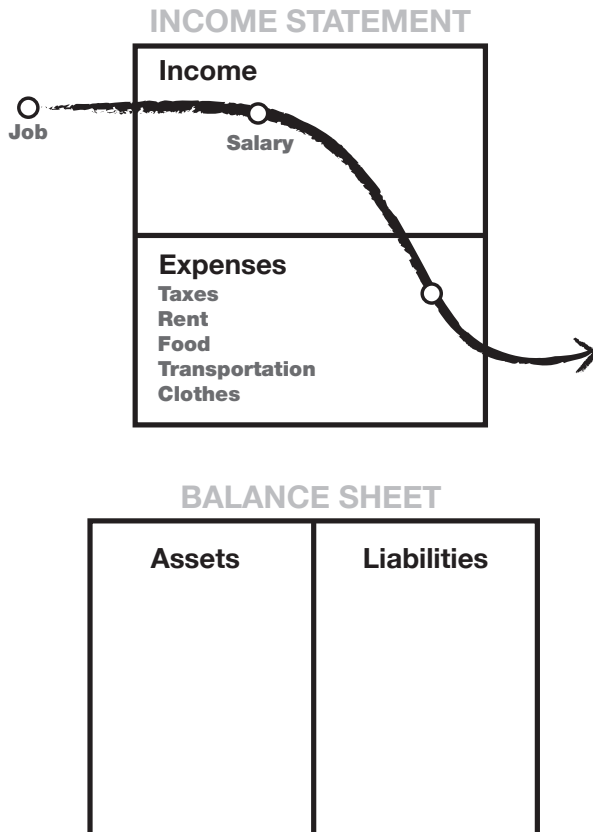 INCOME STATEMENT
Income
Job
Salary
Expenses
Taxes
Rent
Food
Transportation
Clothes
BALANCE SHEET
Assets
Liabilities